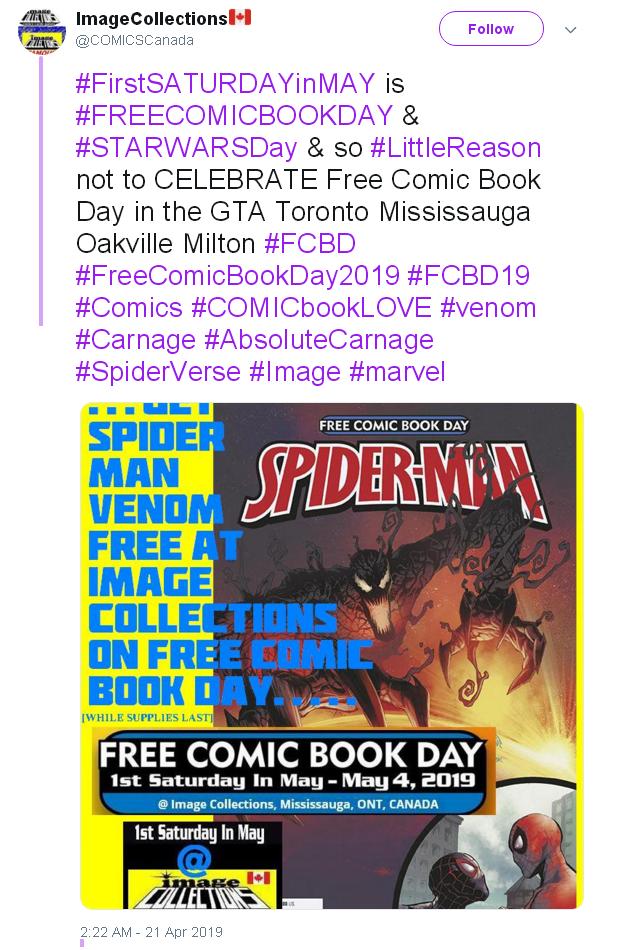 ImageCollections🇨🇦
@COMICSCanada
Follow
#FirstSATURDAYinMAY is
#FREECOMICBOOKDAY &
#STARWARSDay & so #LittleReason
not to CELEBRATE Free Comic Book
Day in the GTA Toronto Mississauga
Oakville Milton #FCBD
#FreeComicBookDay2019 #FCBD19
#Comics #COMICbookLOVE #venom
#Carnage #AbsoluteCarnage
#SpiderVerse #Image #marvel
SPIDER
MAN
VENOM
FREE AT
IMAGE
COLLECTIONS
ON FREE COMIC
BOOK DAY.....
[WHILE SUPPLIES LAST]
FREE COMIC BOOK DAY
SPIDER-MAN
FREE COMIC BOOK DAY
1st Saturday In May - May 4, 2019
@ Image Collections, Mississauga, ONT, CANADA
1st Saturday In May
@
image
COLLECTIONS
2:22 AM - 21 Apr 2019